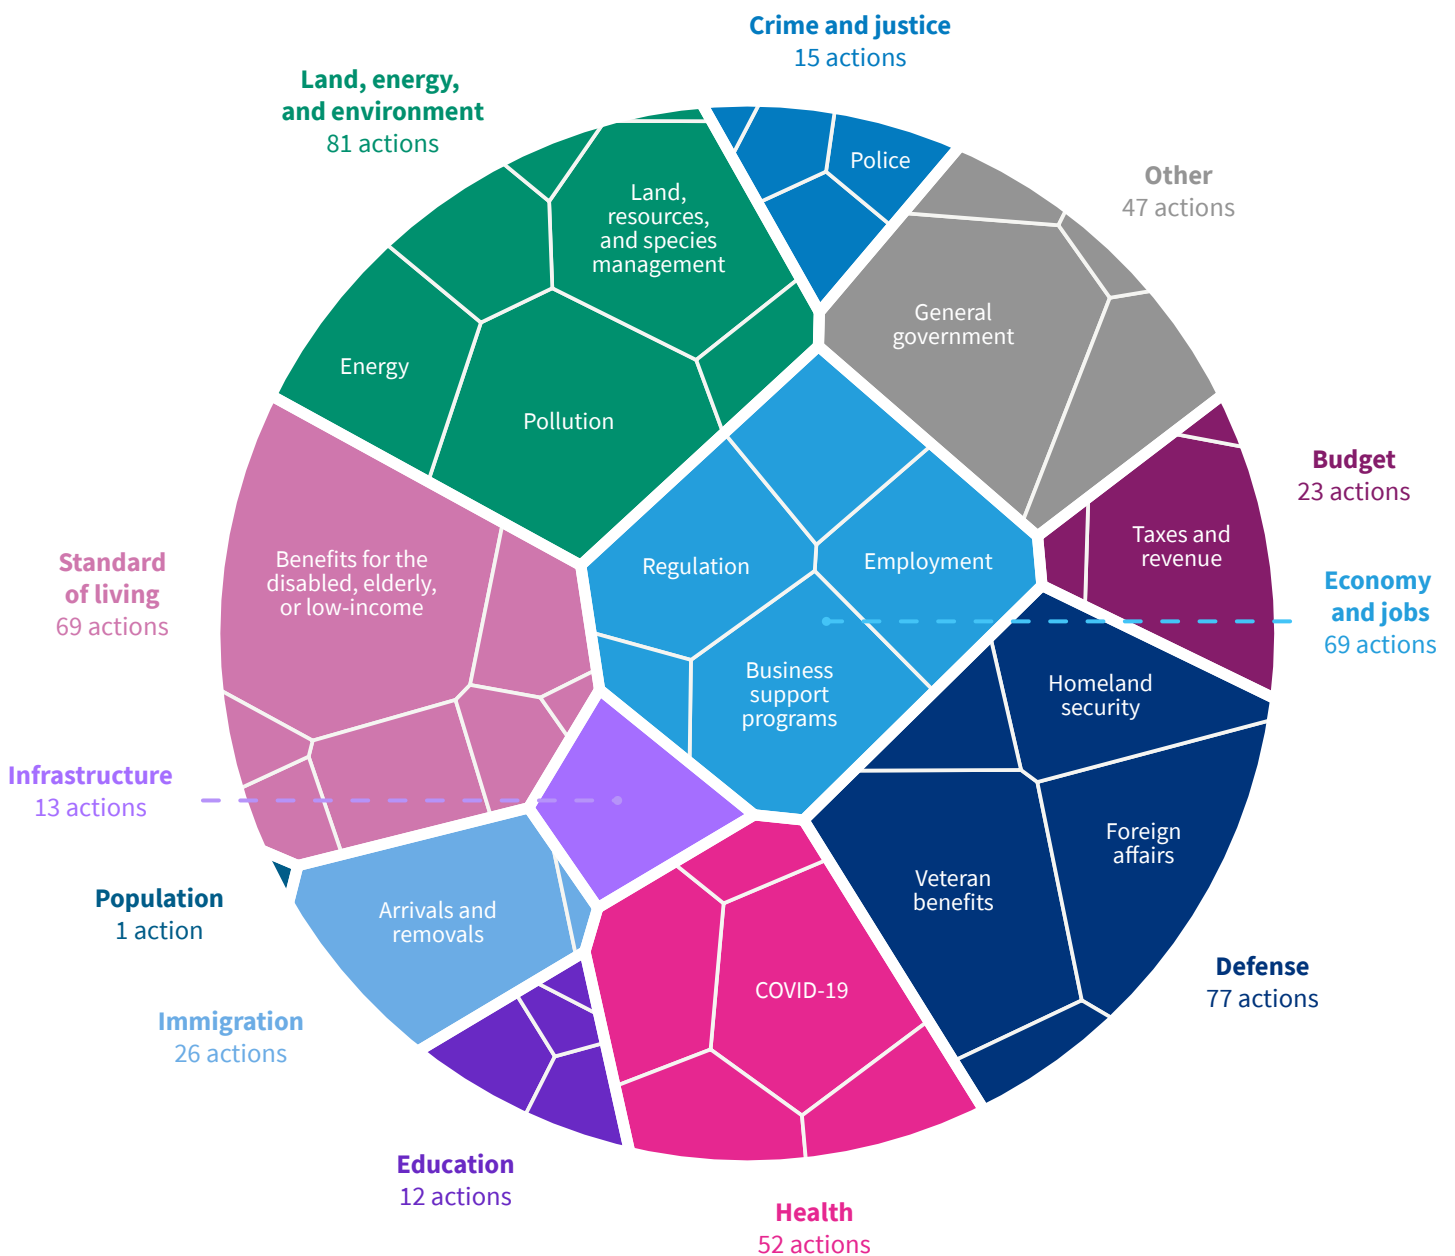 Crime and justice
15 actions
Land, energy,
and environment
81 actions
Police
Other
47 actions
Land,
resources,
and species
management
General
government
Energy
Pollution
Budget
23 actions
Taxes and
revenue
Standard
of living
69 actions
Benefits for the
disabled, elderly,
or low-income
Regulation
Employment
Economy
and jobs
69 actions
Business
support
programs
Homeland
security
Infrastructure
13 actions
Foreign
affairs
Veteran
benefits
Population
1 action
Arrivals and
removals
COVID-19
Defense
77 actions
Immigration
26 actions
Education
12 actions
Health
52 actions